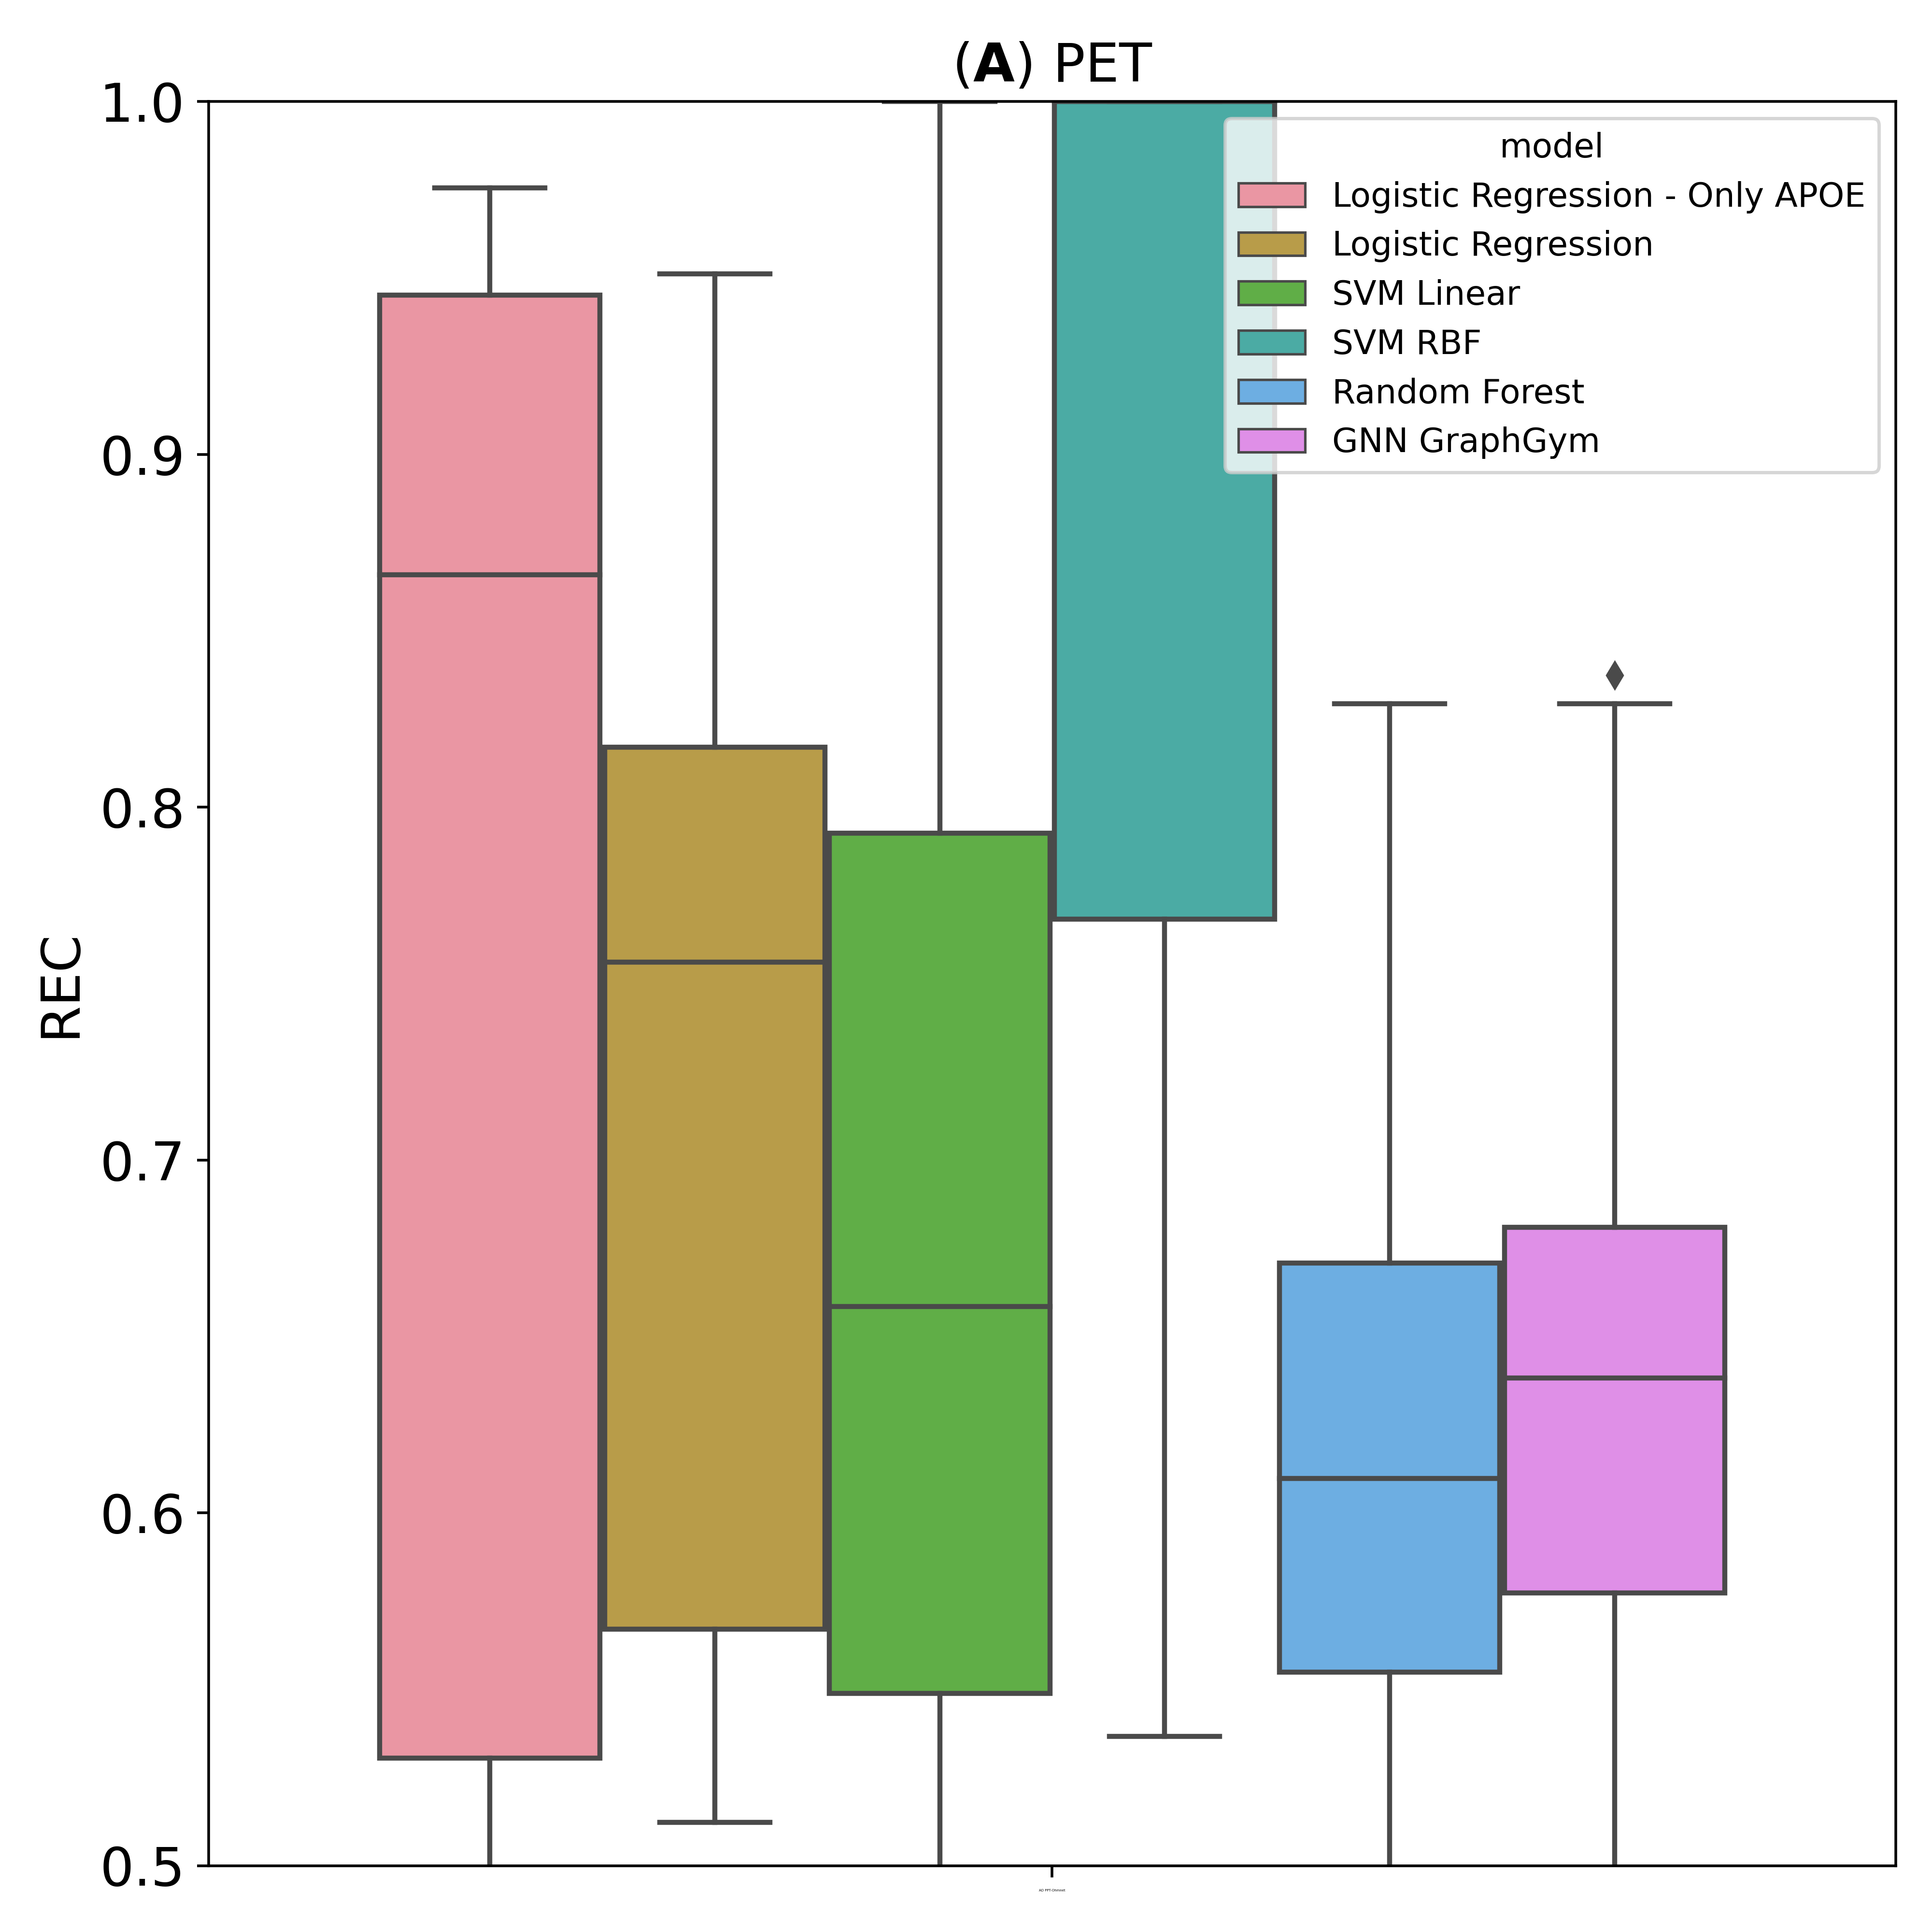 (A) PET
1.0
0.9
0.8
0.7
0.6
0.5
REC
model
Logistic Regression - Only APOE
Logistic Regression
SVM Linear
SVM RBF
Random Forest
GNN GraphGym